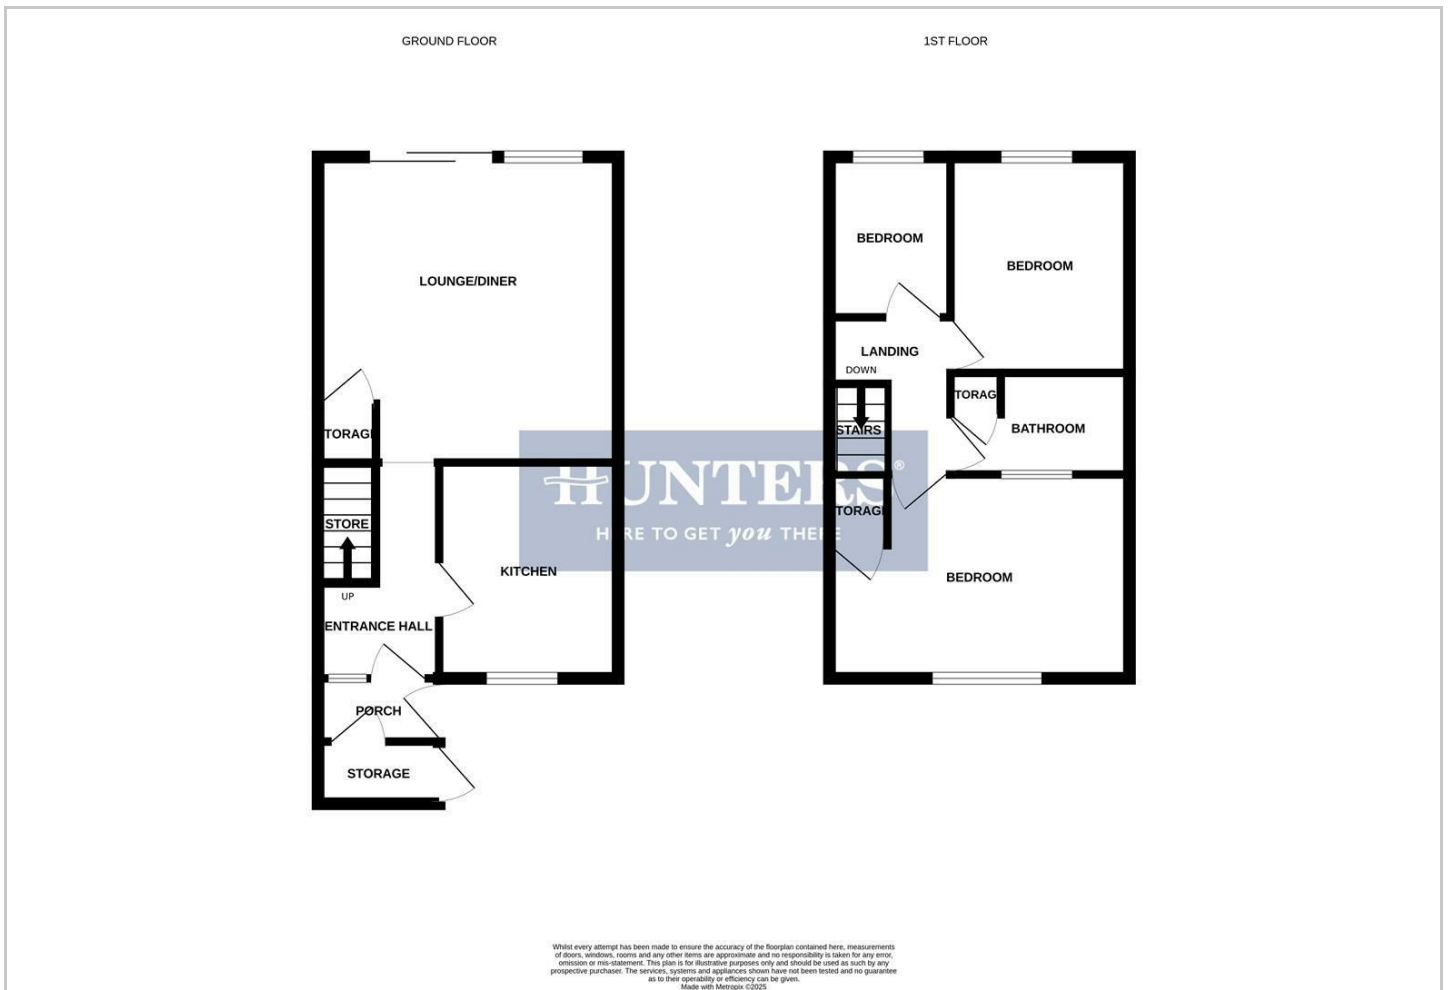 GROUND FLOOR
1ST FLOOR
LOUNGE/DINER
TORAG
STORE
UP
ENTRANCE HALL
KITCHEN
PORCH
STORAGE
BEDROOM
BEDROOM
LANDING
DOWN
STAIRS
TORAG
BATHROOM
TORAG
BEDROOM
HUNTERS®
HERE TO GET you THERE
Whilst every attempt has been made to ensure the accuracy of the floorplan contained here, measurements
of doors, windows, rooms and any other items are approximate and no responsibility is taken for any error,
omission or mis-statement. This plan is for illustrative purposes only and should be used as such by any
prospective purchaser. The services, systems and appliances shown have not been tested and no guarantee
as to their operability or efficiency can be given.
Made with Metropix ©2025